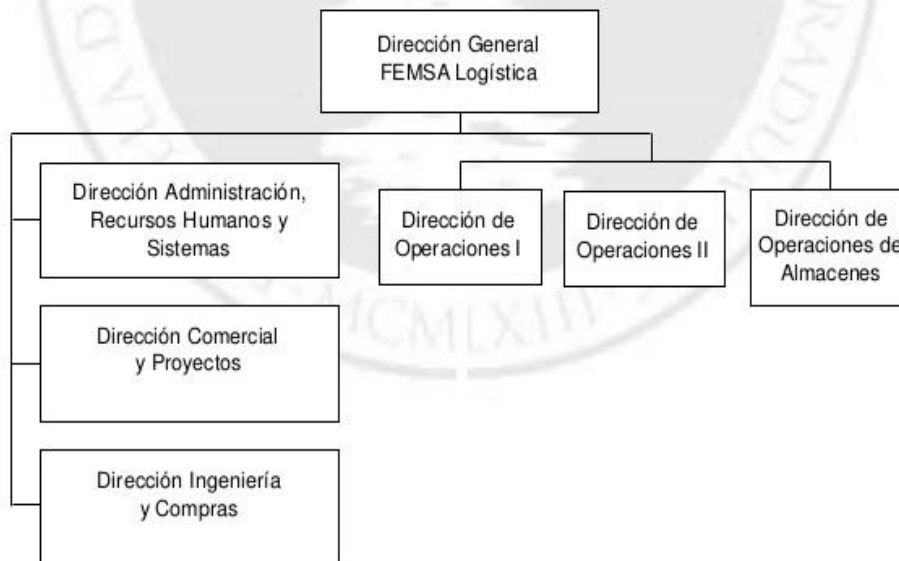 Dirección General
FEMSA Logística
Dirección Administración,
Recursos Humanos y
Sistemas
Dirección de
Operaciones I
Dirección de
Operaciones II
Dirección de
Operaciones de
Almacenes
Dirección Comercial
y Proyectos
Dirección Ingeniería
y Compras
MCMLXIII